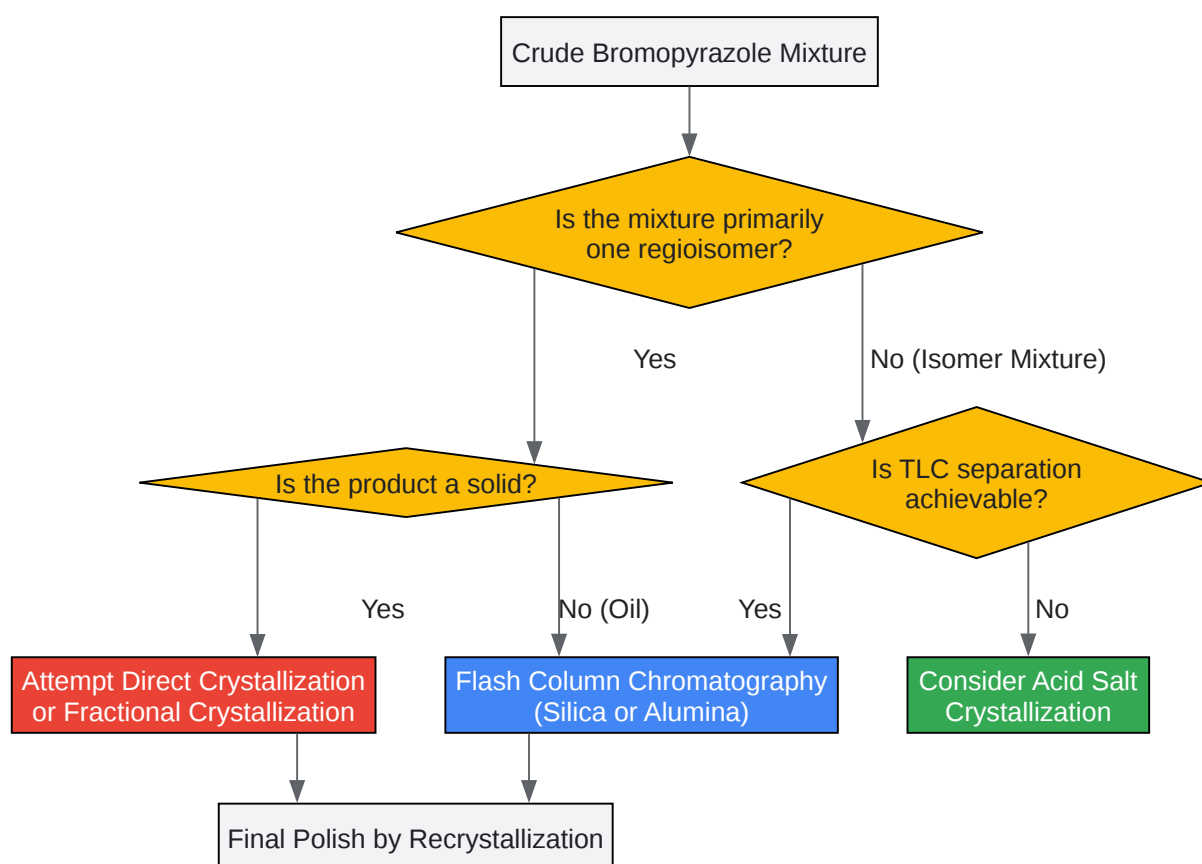 Crude Bromopyrazole Mixture
Is the mixture primarily
one regioisomer?
Yes
No (Isomer Mixture)
Is the product a solid?
Is TLC separation
achievable?
Yes
No (Oil)
Yes
No
Attempt Direct Crystallization
or Fractional Crystallization
Flash Column Chromatography
(Silica or Alumina)
Consider Acid Salt
Crystallization
Final Polish by Recrystallization